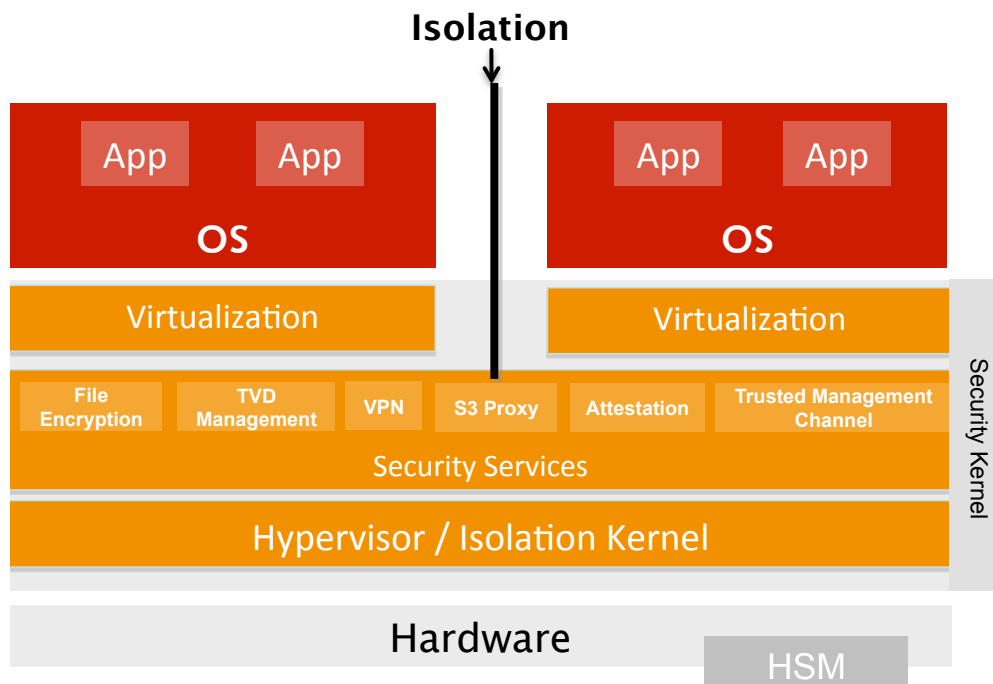 Isolation
App App
OS
App App
OS
Virtualization
Virtualization
File
Encryption
TVD
Management
VPN
S3 Proxy
Attestation
Trusted Management
Channel
Security Services
Hypervisor / Isolation Kernel
Security Kernel
Hardware
HSM